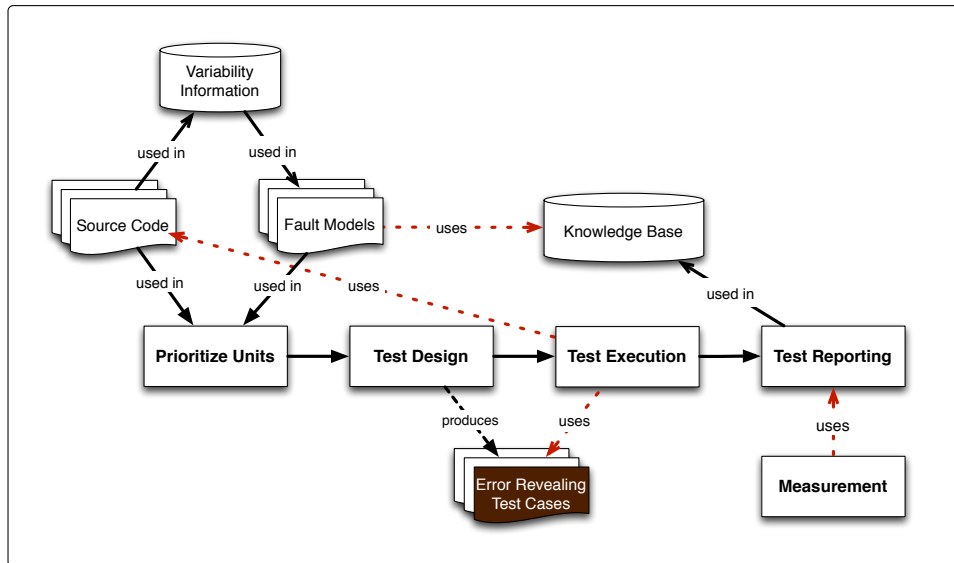 Variability
Information
used in
used in
Source Code
Fault Models
uses
Knowledge Base
used in
used in
uses
used in
Prioritize Units
Test Design
Test Execution
Test Reporting
produces
uses
uses
Error Revealing
Test Cases
Measurement